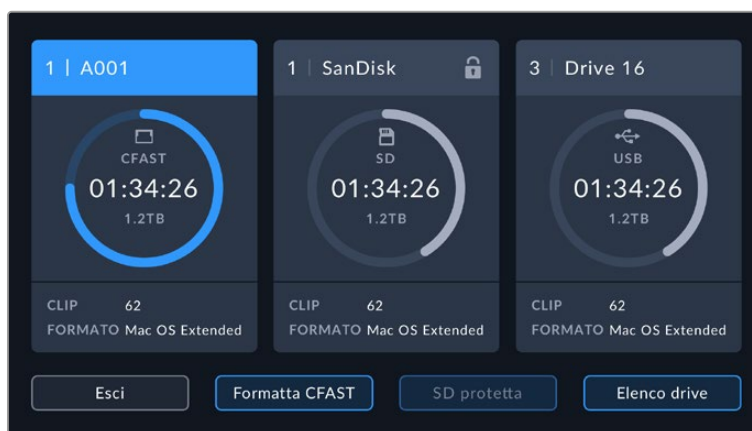 1 | A001
CFAST
01:34:26
1.2TB
CLIP 62
FORMATO Mac OS Extended
1 | SanDisk
SD
01:34:26
1.2TB
CLIP 62
FORMATO Mac OS Extended
3 | Drive 16
USB
01:34:26
1.2TB
CLIP 62
FORMATO Mac OS Extended
Esci
Formatta CFAST
SD protetta
Elenco drive